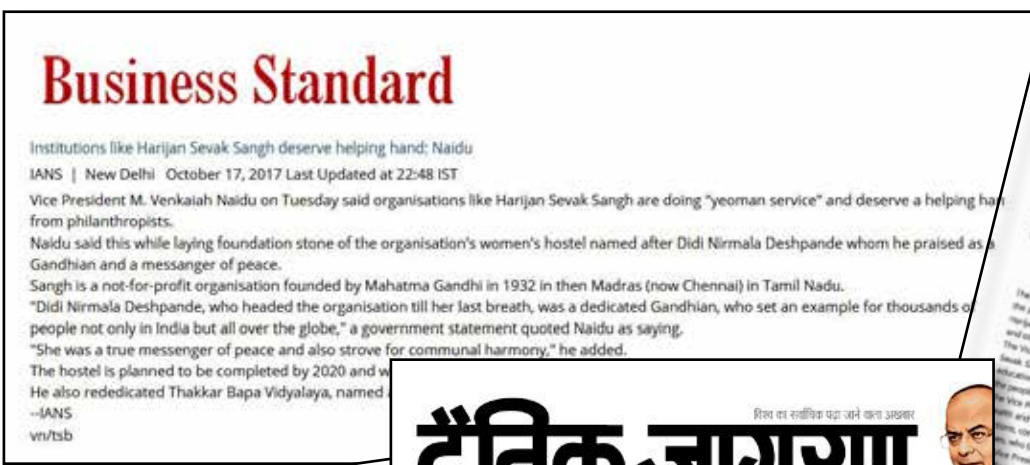 Business Standard
Institutions like Harijan Sevak Sangh deserve helping hand: Naidu
IANS | New Delhi October 17, 2017 Last Updated at 22:48 IST
Vice President M. Venkaiah Naidu on Tuesday said organisations like Harijan Sevak Sangh are doing "yeoman service" and deserve a helping
from philanthropists.
Naidu said this while laying foundation stone of the organisation's women's hostel named after Didi Nirmala Deshpande whom he praised as a
Gandhian and a messanger of peace.
Sangh is a not-for-profit organisation founded by Mahatma Gandhi in 1932 in then Madras (now Chennai) in Tamil Nadu.
"Didi Nirmala Deshpande, who headed the organisation till her last breath, was a dedicated Gandhian, who set an example for thousands of
people not only in India but all over the globe," a government statement quoted Naidu as saying.
"She was a true messenger of peace and also strove for communal harmony," he added.
The hostel is planned to be completed by 2020 and
He also rededicated Thakkar Bapa Vidyalaya, named
--IANS
vn/tsb
विश्व का सर्वाधिक पढ़ा जाने वाला अखबार
दैनिक जागरण